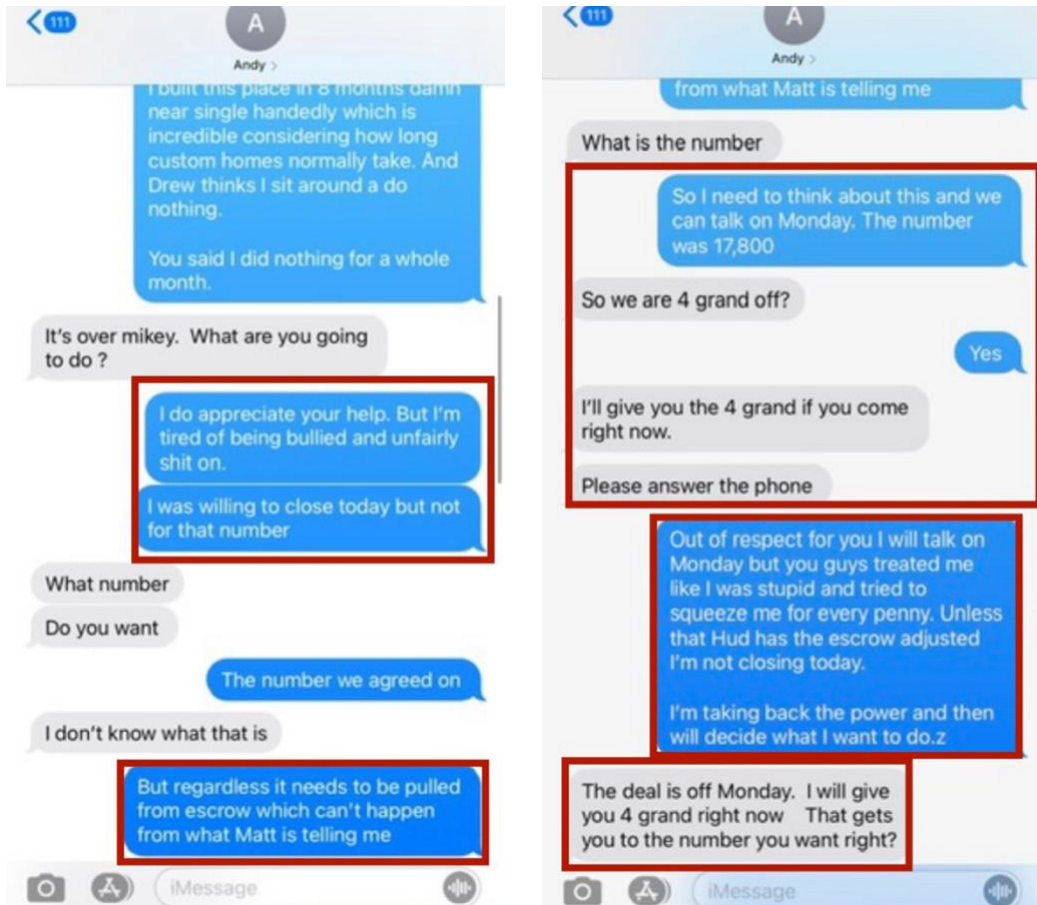 111
A
Andy >
I built this place in 8 months damn
near single handedly which is
incredible considering how long
custom homes normally take. And
Drew thinks I sit around a do
nothing.
You said I did nothing for a whole
month.
It's over mikey. What are you going
to do ?
I do appreciate your help. But I'm
tired of being bullied and unfairly
shit on.
I was willing to close today but not
for that number
What number
Do you want
The number we agreed on
I don't know what that is
But regardless it needs to be pulled
from escrow which can't happen
from what Matt is telling me
iMessage
111
A
Andy >
from what Matt is telling me
What is the number
So I need to think about this and we
can talk on Monday. The number
was 17,800
So we are 4 grand off?
Yes
I'll give you the 4 grand if you come
right now.
Please answer the phone
Out of respect for you I will talk on
Monday but you guys treated me
like I was stupid and tried to
squeeze me for every penny. Unless
that Hud has the escrow adjusted
I'm not closing today.
I'm taking back the power and then
will decide what I want to do.z
The deal is off Monday. I will give
you 4 grand right now That gets
you to the number you want right?
iMessage